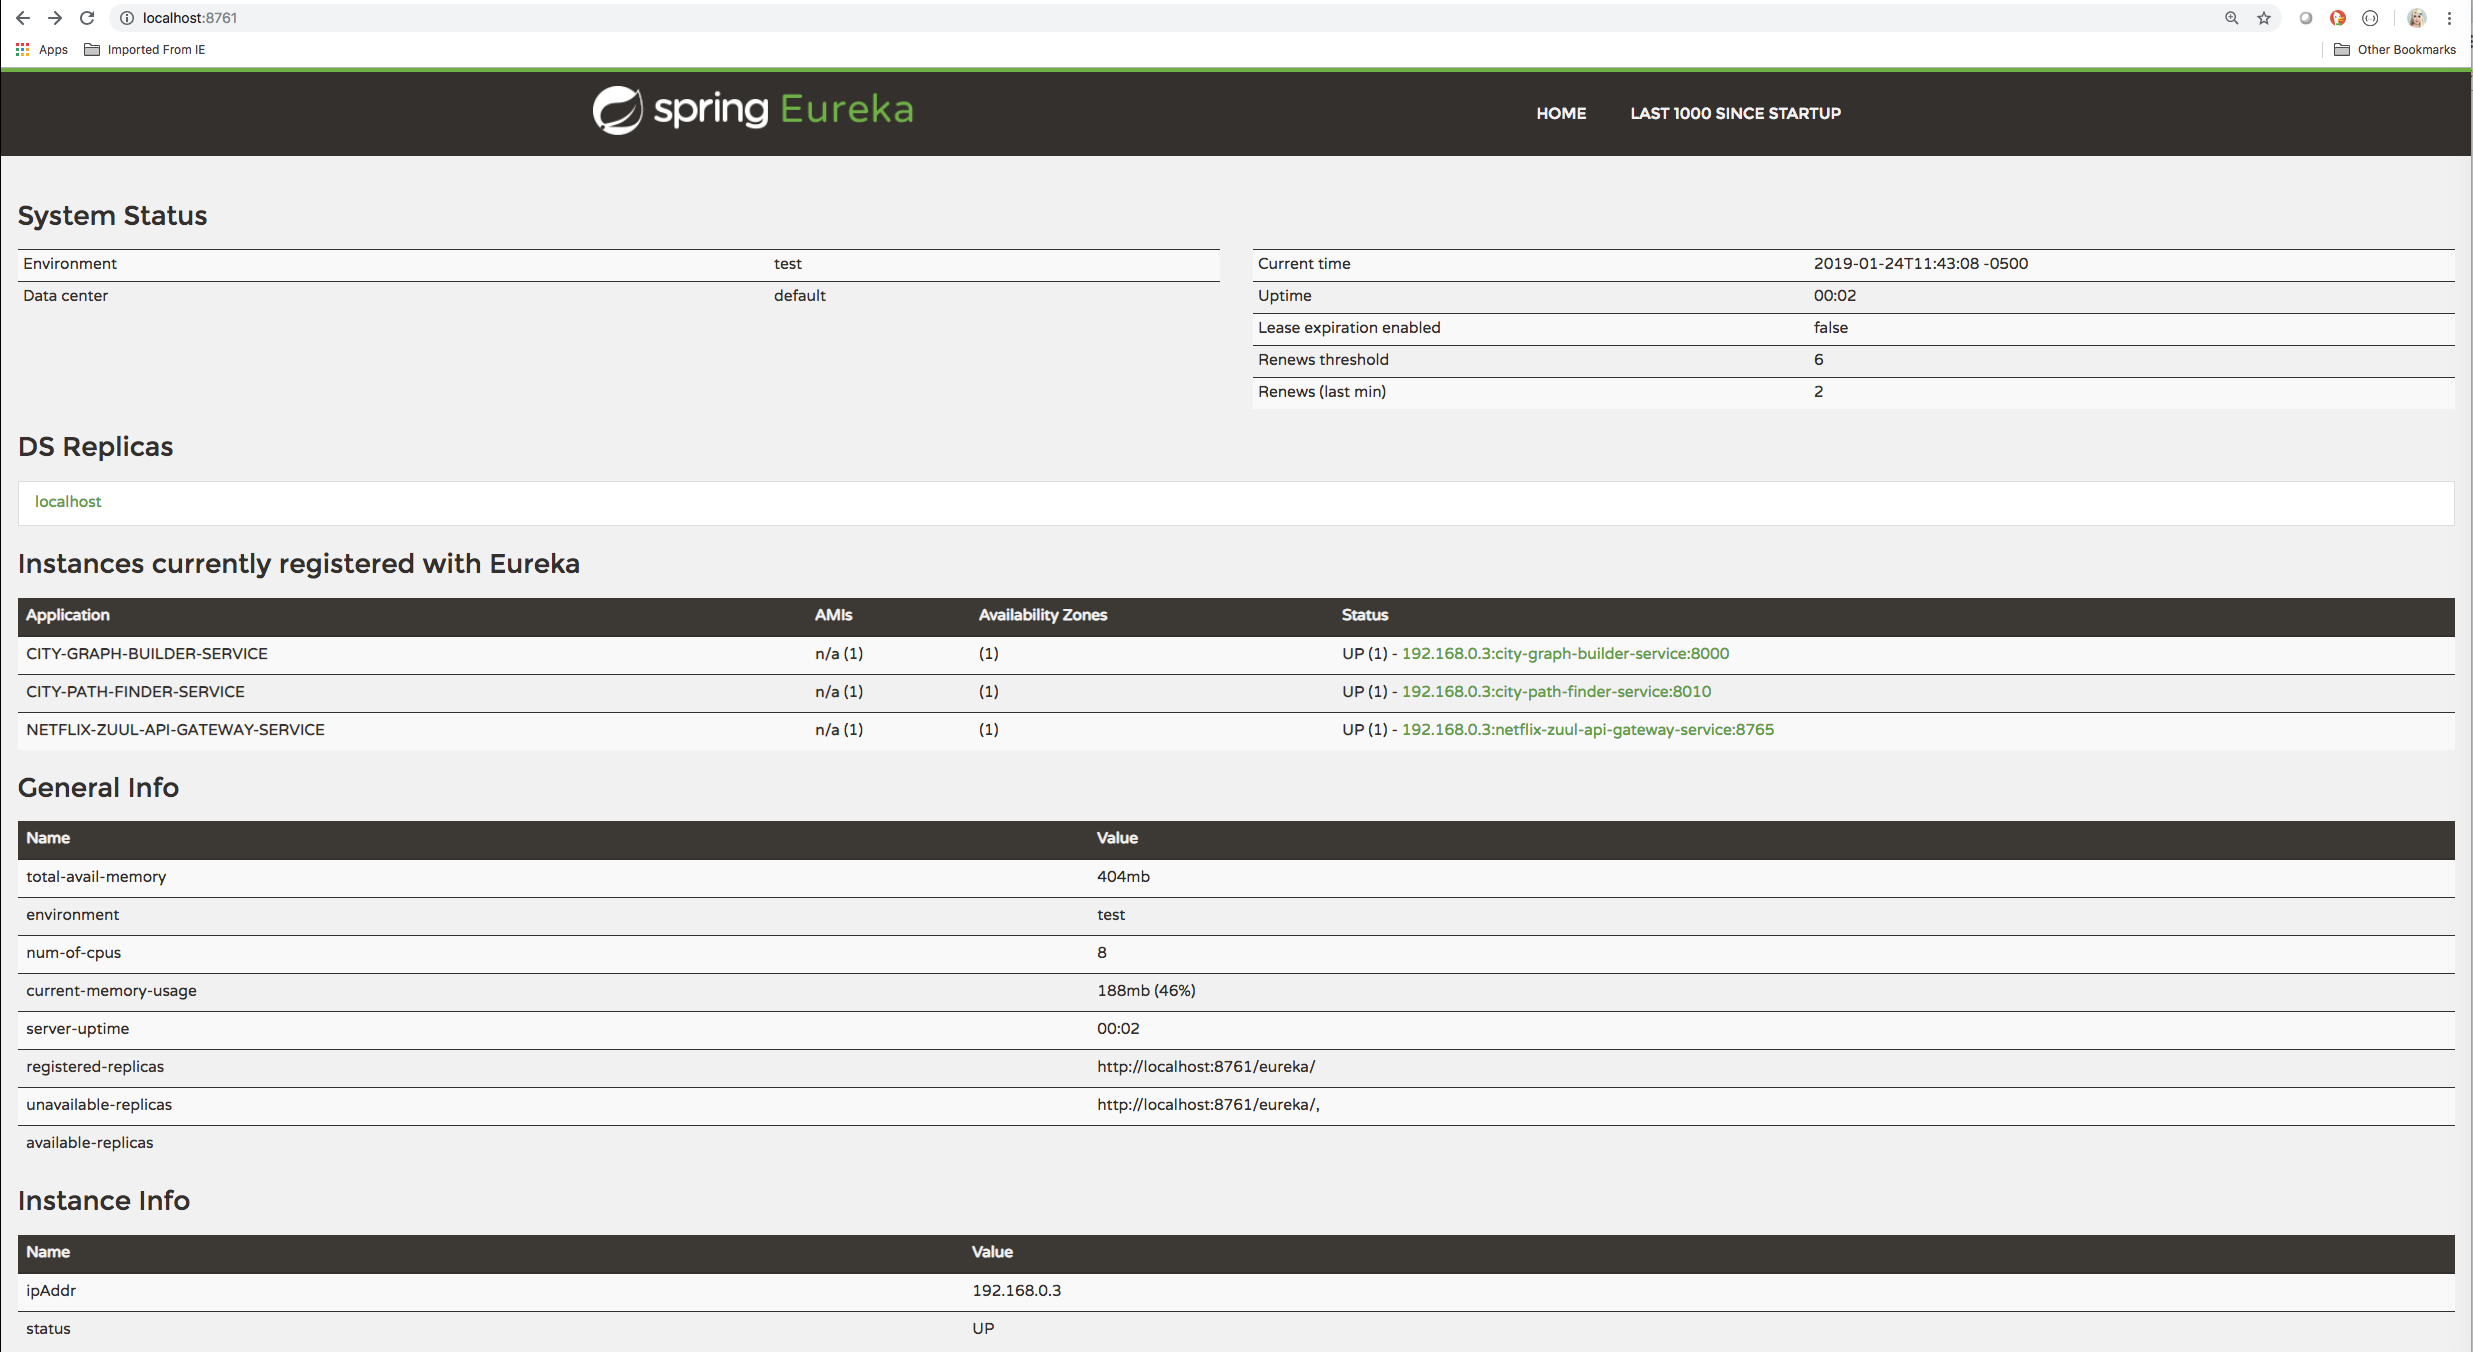 localhost:8761
Apps Imported From IE Other Bookmarks
spring Eureka HOME LAST 1000 SINCE STARTUP
System Status
Environment test
Data center default
Current time 2019-01-24T11:43:08 -0500
Uptime 00:02
Lease expiration enabled false
Renews threshold 6
Renews (last min) 2
DS Replicas
localhost
Instances currently registered with Eureka
Application AMIs Availability Zones Status
CITY-GRAPH-BUILDER-SERVICE n/a (1) (1) UP (1) - 192.168.0.3:city-graph-builder-service:8000
CITY-PATH-FINDER-SERVICE n/a (1) (1) UP (1) - 192.168.0.3:city-path-finder-service:8010
NETFLIX-ZUUL-API-GATEWAY-SERVICE n/a (1) (1) UP (1) - 192.168.0.3:netflix-zuul-api-gateway-service:8765
General Info
Name Value
total-avail-memory 404mb
environment test
num-of-cpus 8
current-memory-usage 188mb (46%)
server-uptime 00:02
registered-replicas http://localhost:8761/eureka/
unavailable-replicas http://localhost:8761/eureka/,
available-replicas
Instance Info
Name Value
ipAddr 192.168.0.3
status UP